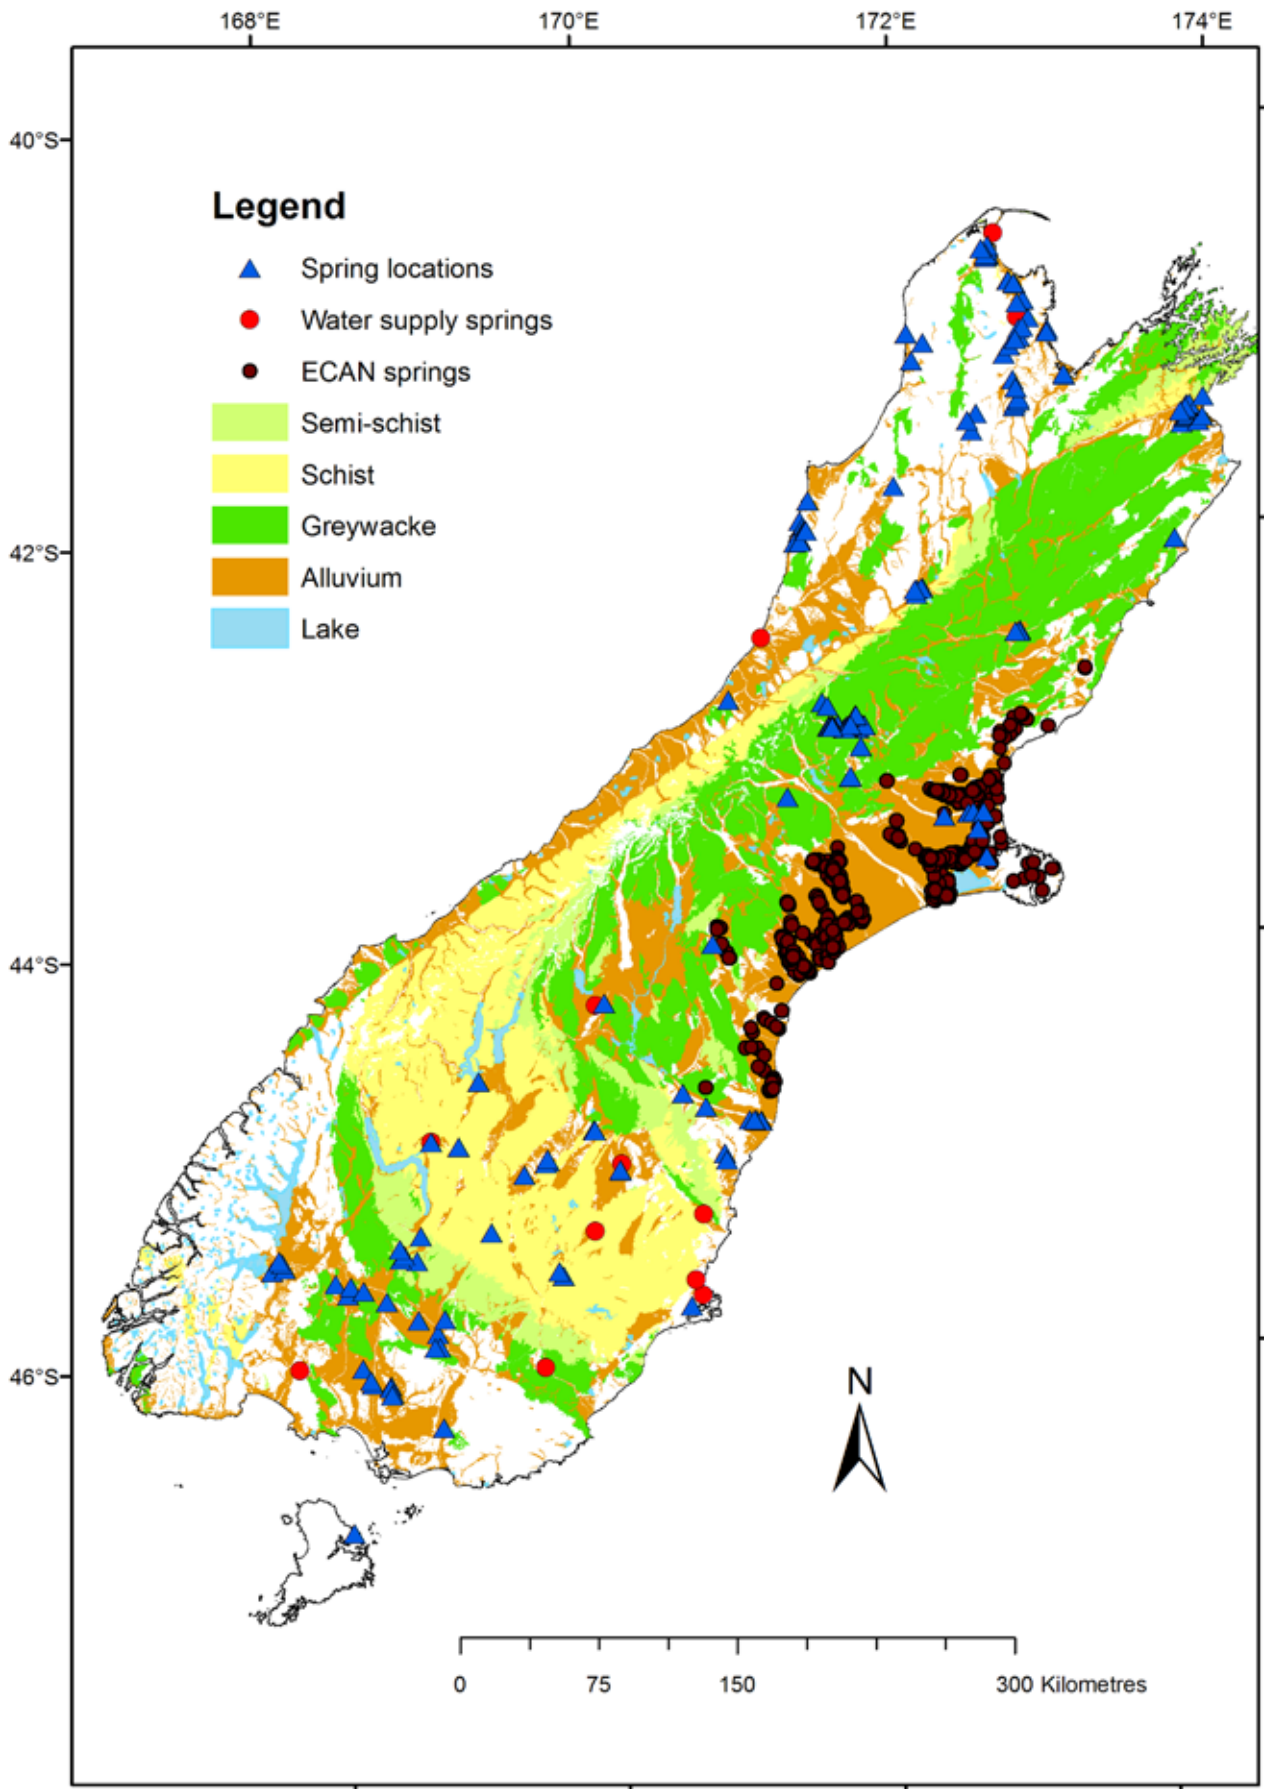 168°E 170°E 172°E 174°E
40°S
Legend
Spring locations
Water supply springs
ECAN springs
Semi-schist
Schist
Greywacke
42°S
Alluvium
Lake
44°S
46°S
N
0 75 150 300 Kilometres